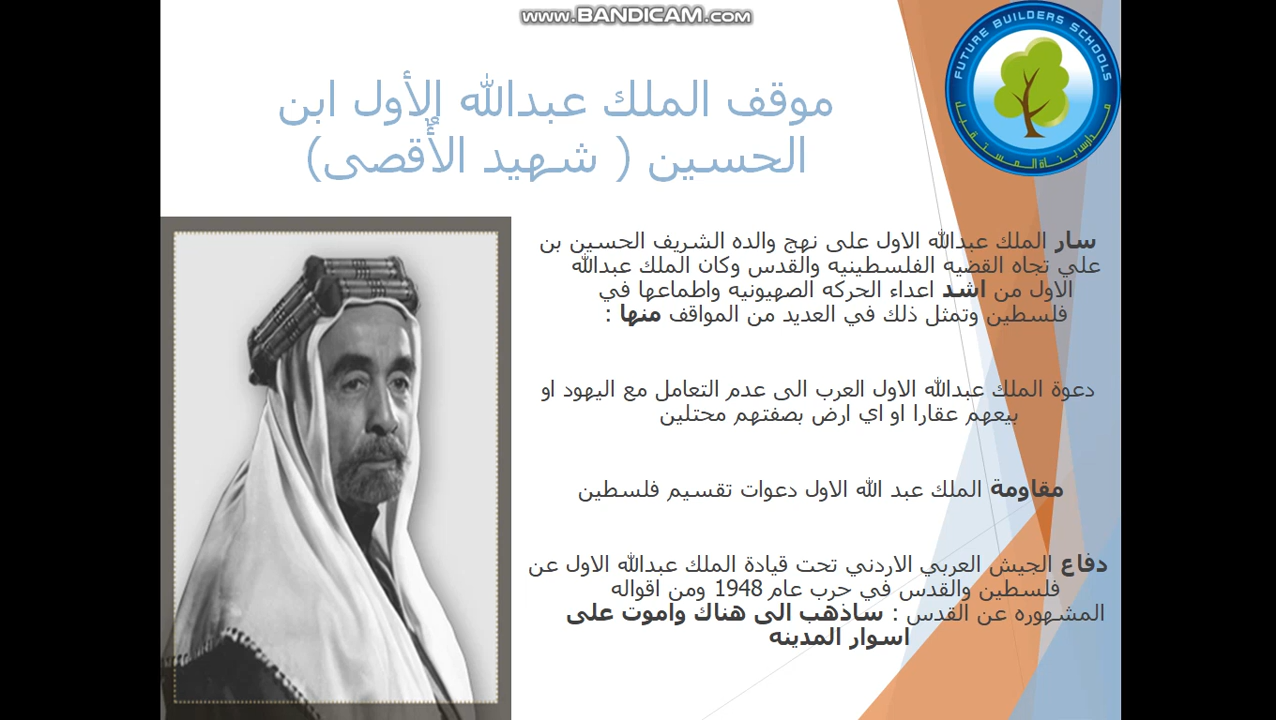 www.BANDICAM.com
FUTURE BUILDERS SCHOOLS
مدارس بناة المستقبل
موقف الملك عبدالله الأول ابن
الحسين ( شهيد الأقصى)
سار الملك عبدالله الاول على نهج والده الشريف الحسين بن
علي تجاه القضيه الفلسطينيه والقدس وكان الملك عبدالله
الاول من اشد اعداء الحركه الصهيونيه واطماعها في
فلسطين وتمثل ذلك في العديد من المواقف منها :
دعوة الملك عبدالله الاول العرب الى عدم التعامل مع اليهود او
بيعهم عقارا او اي ارض بصفتهم محتلين
مقاومة الملك عبد الله الاول دعوات تقسيم فلسطين
دفاع الجيش العربي الاردني تحت قيادة الملك عبدالله الاول عن
فلسطين والقدس في حرب عام 1948 ومن اقواله
المشهوره عن القدس : ساذهب الى هناك واموت على
اسوار المدينه